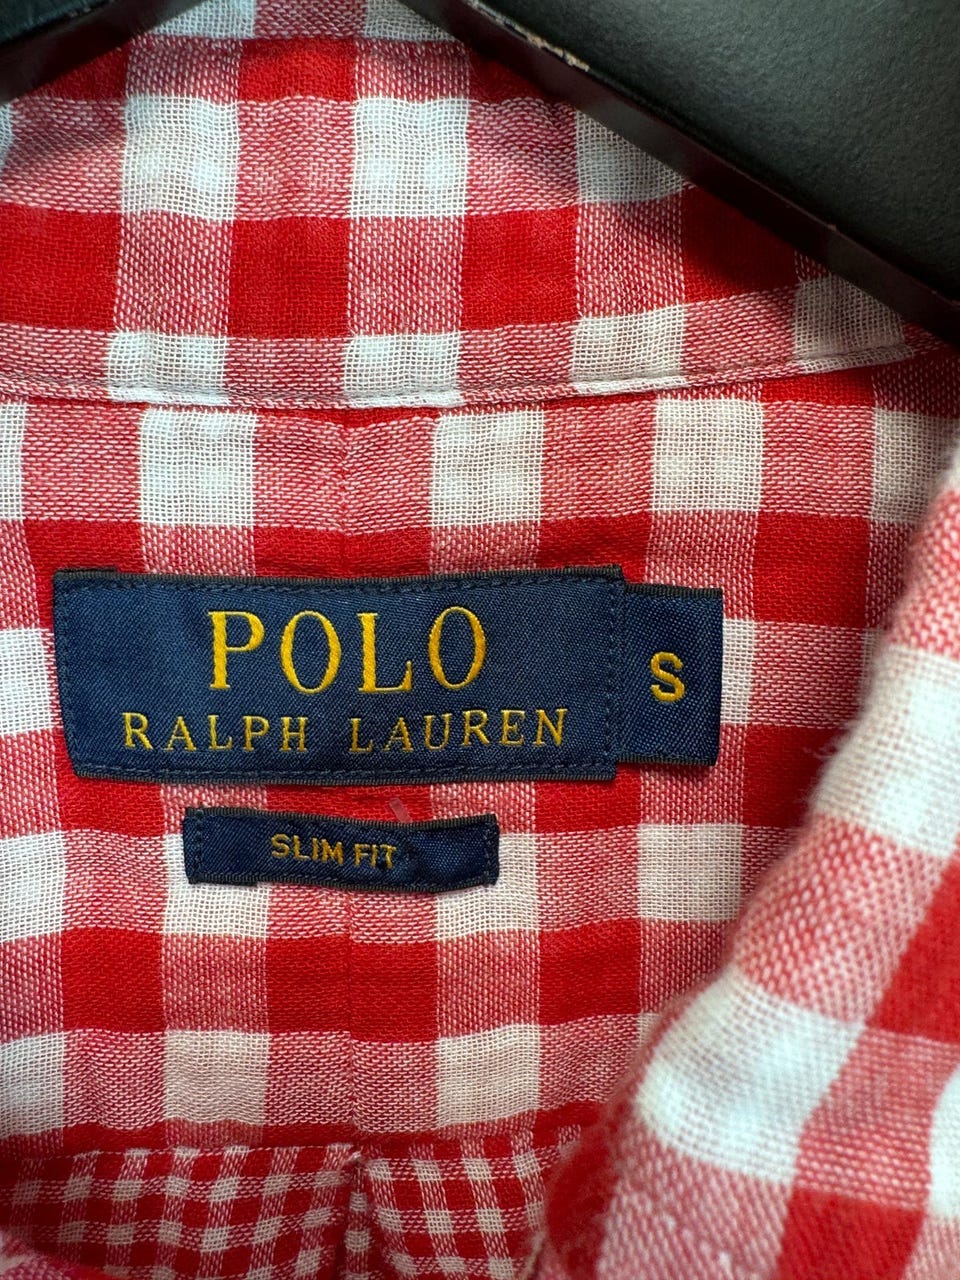 POLO
RALPH LAUREN
S
SLIM FIT